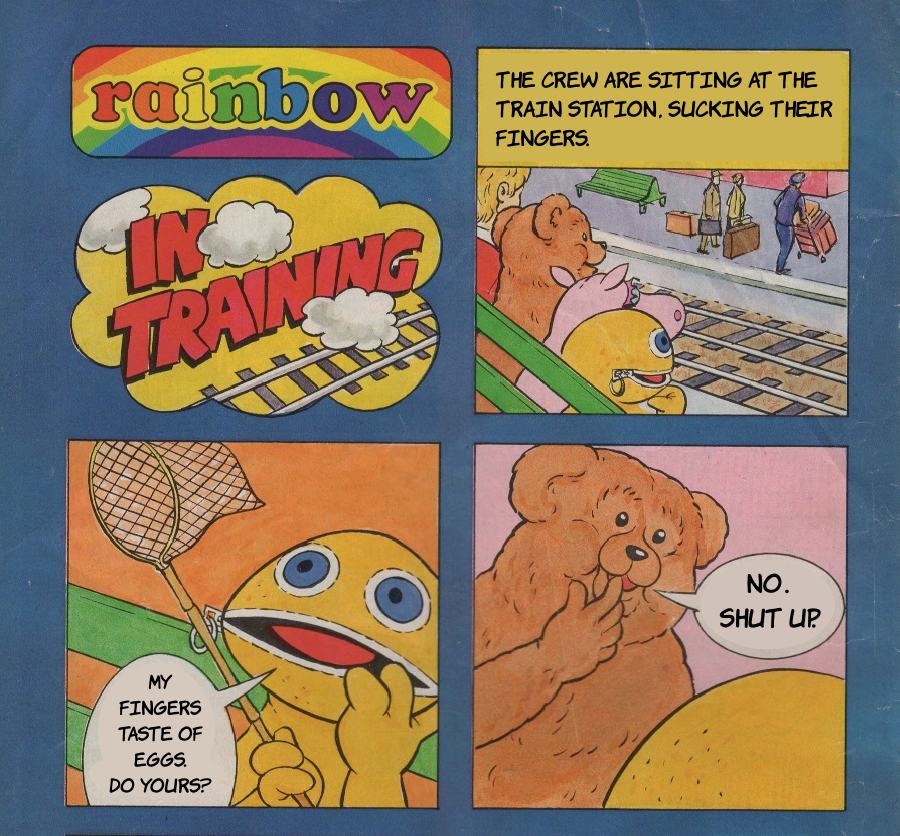 rainbow
IN
TRAINING
THE CREW ARE SITTING AT THE
TRAIN STATION, SUCKING THEIR
FINGERS.
MY
FINGERS
TASTE OF
EGGS.
DO YOURS?
NO.
SHUT UP.